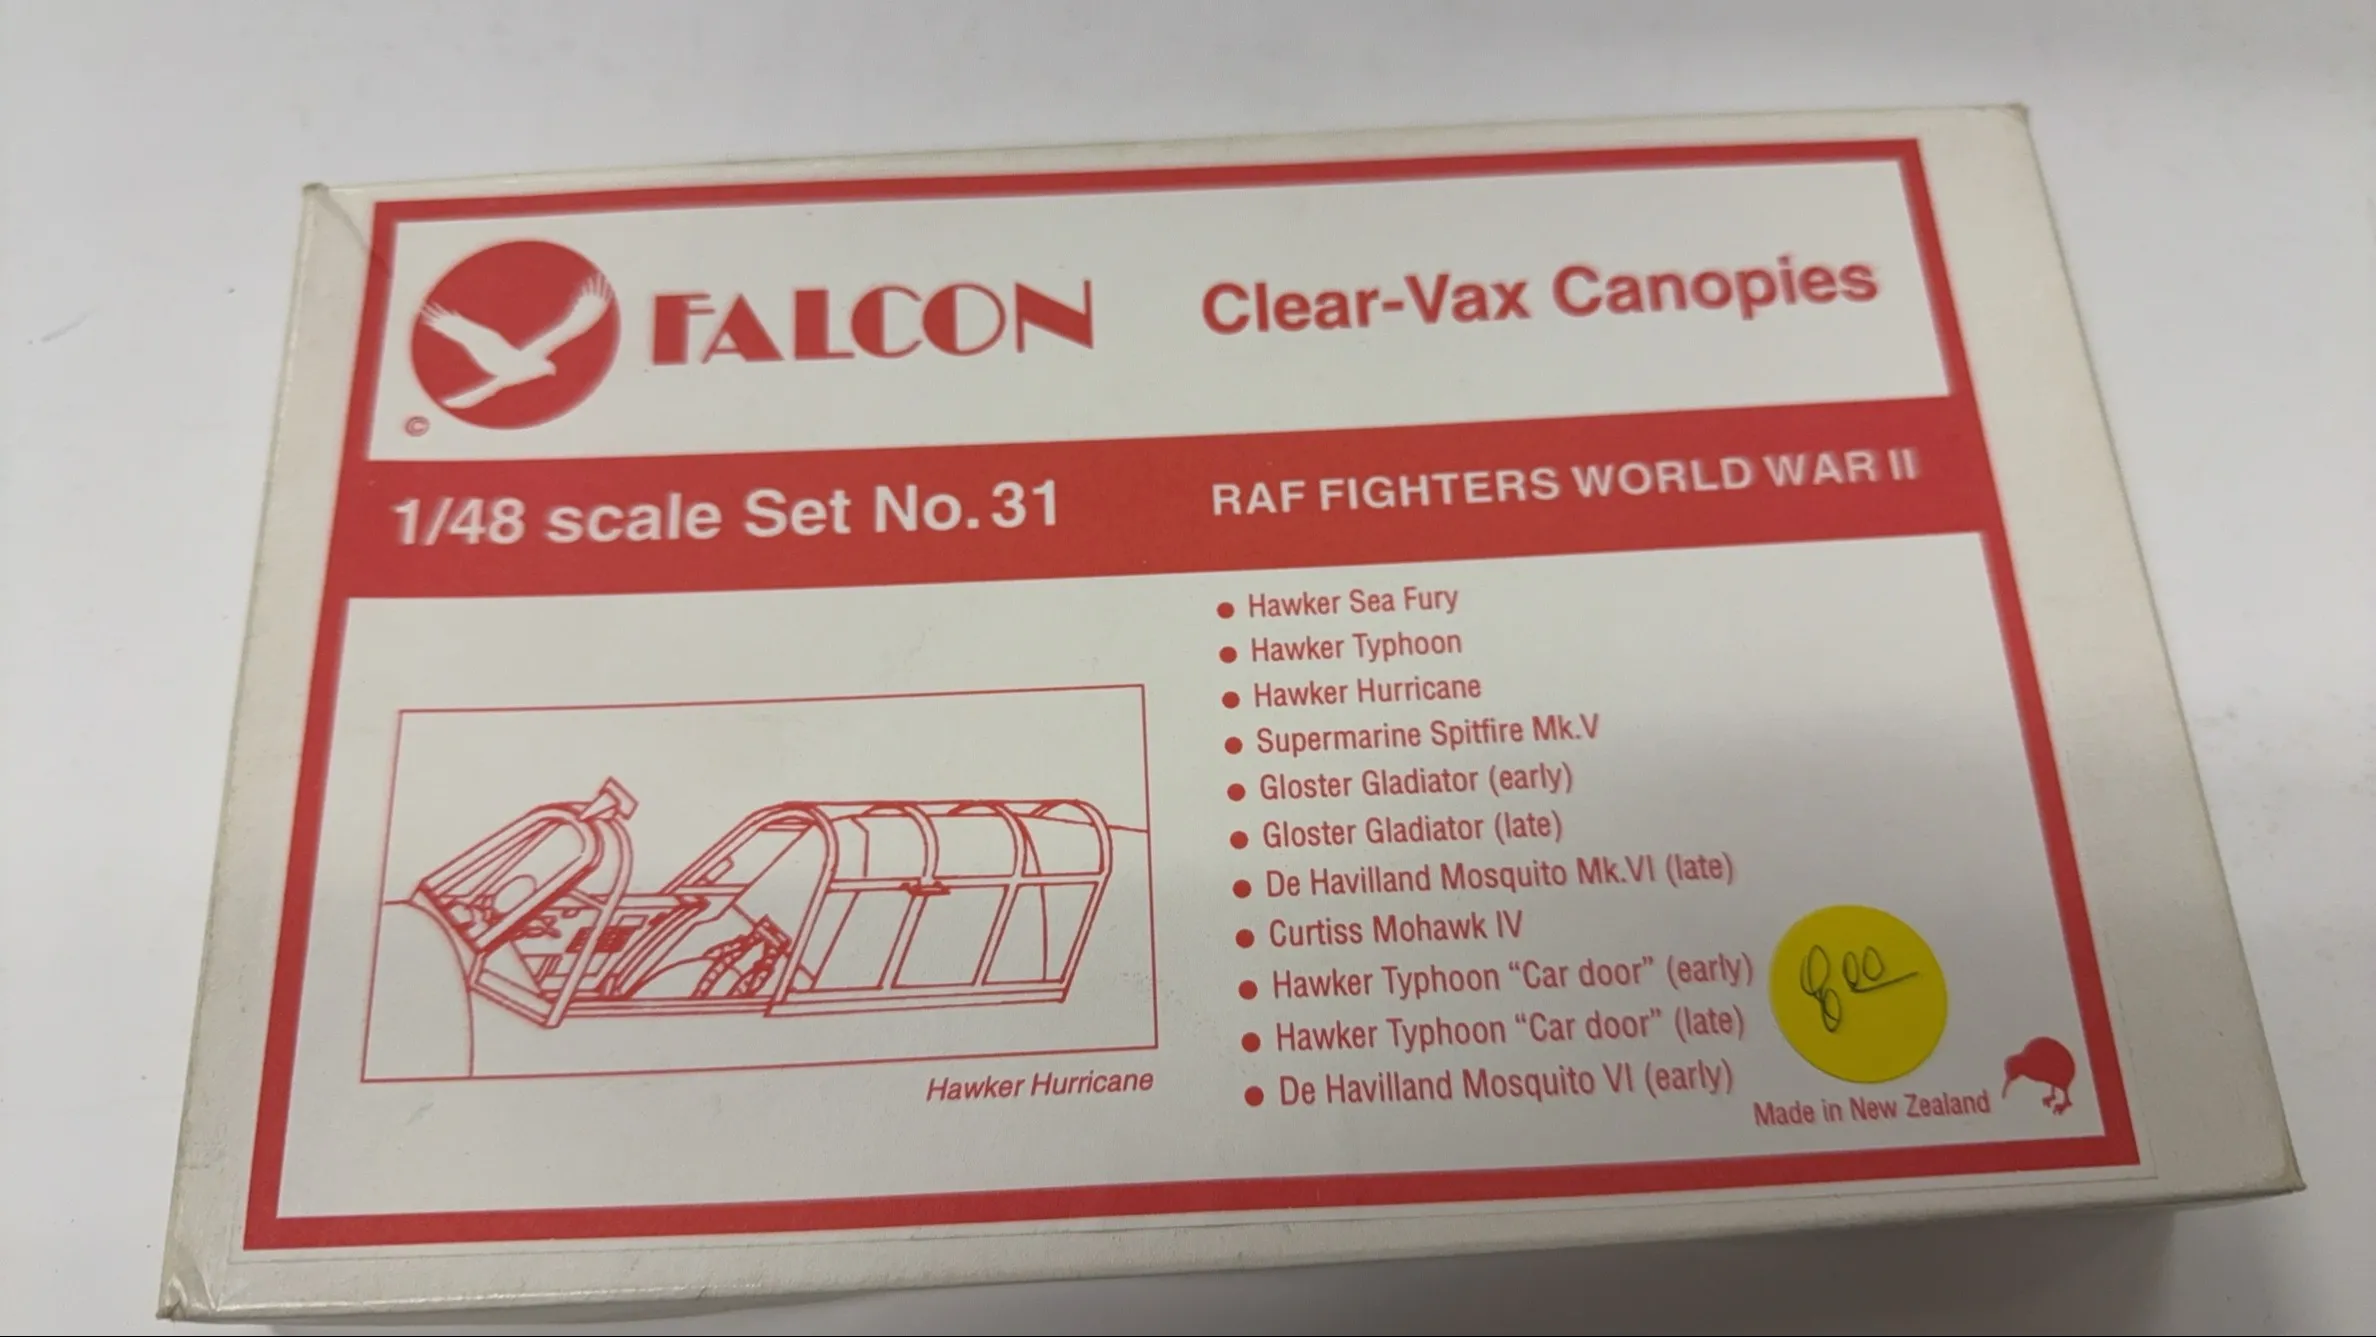 FALCON
Clear-Vax Canopies
©
1/48 scale Set No. 31
RAF FIGHTERS WORLD WAR II
• Hawker Sea Fury
• Hawker Typhoon
• Hawker Hurricane
• Supermarine Spitfire Mk.V
• Gloster Gladiator (early)
• Gloster Gladiator (late)
• De Havilland Mosquito Mk.VI (late)
• Curtiss Mohawk IV
• Hawker Typhoon “Car door” (early)
• Hawker Typhoon “Car door” (late)
• De Havilland Mosquito VI (early)
Hawker Hurricane
800
Made in New Zealand